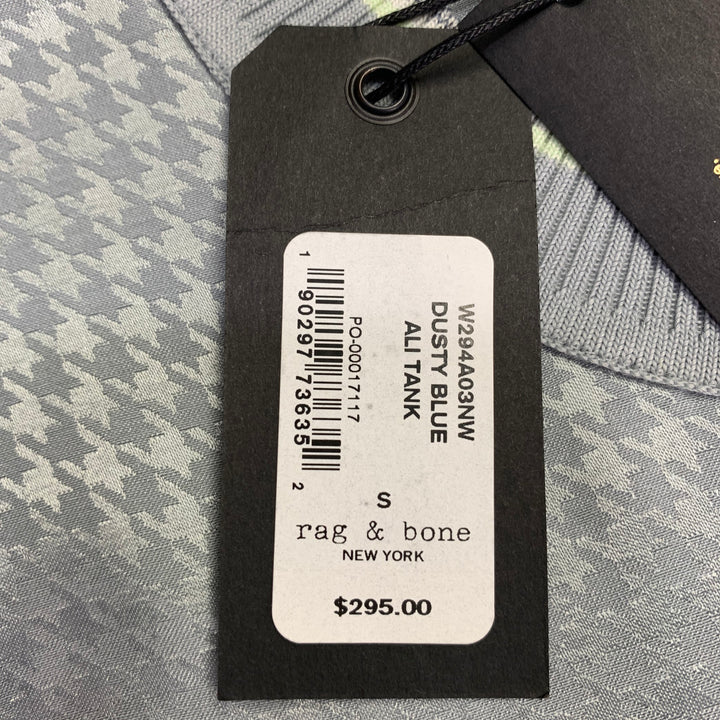 W294A03NW
DUSTY BLUE
ALI TANK
PO-00017117
1 90297 73635 2
S
rag & bone
NEW YORK
$295.00